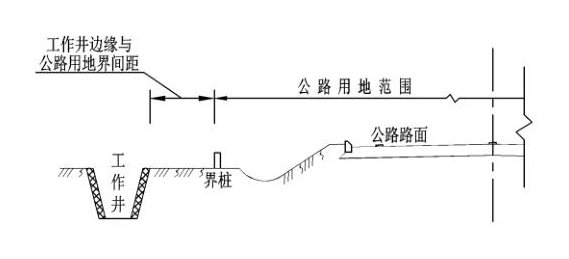 工作井边缘与
公路用地界间距
公路用地范围
公路路面
工作井
界桩